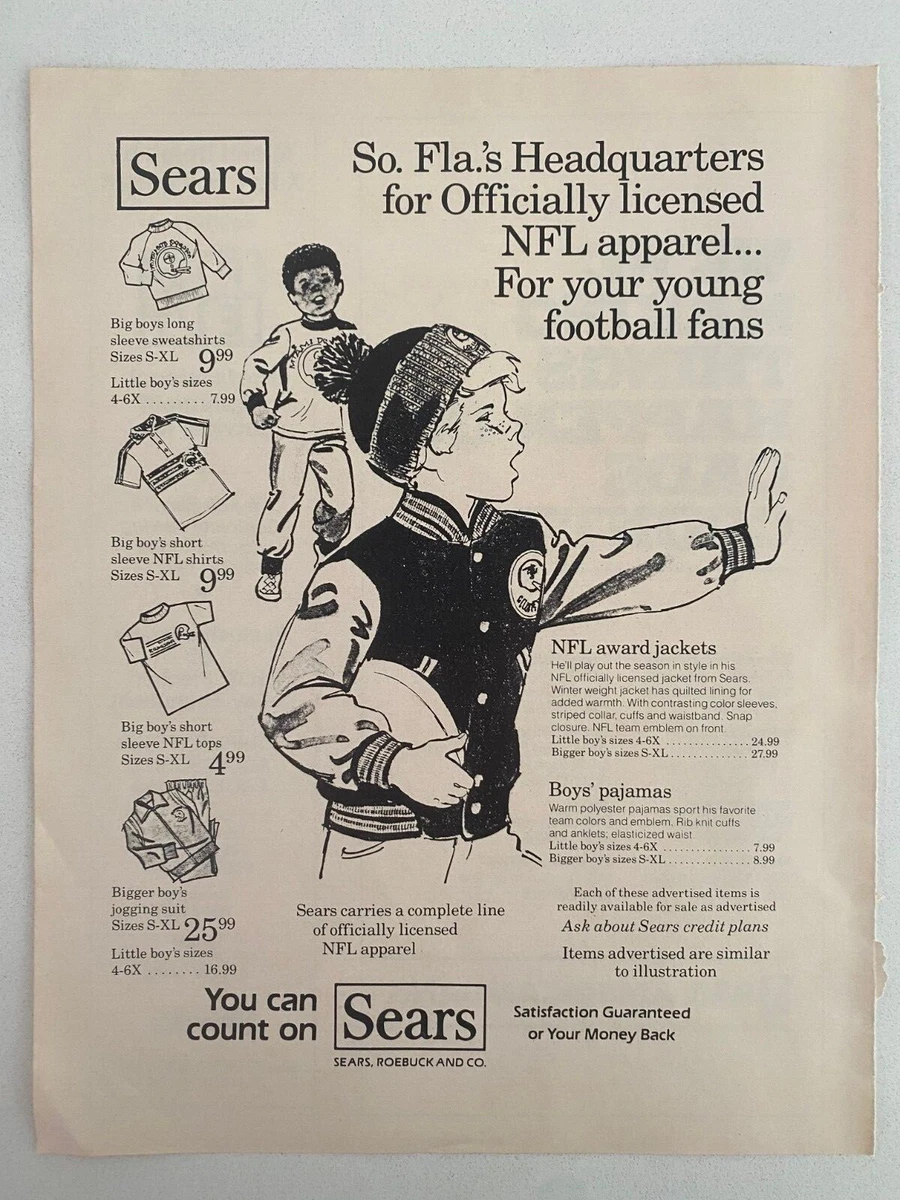 Sears
So. Fla.'s Headquarters
for Officially licensed
NFL apparel...
For your young
football fans
Big boys long
sleeve sweatshirts
Sizes S-XL 9⁹⁹
Little boy's sizes
4-6X ......... 7.99
Big boy's short
sleeve NFL shirts
Sizes S-XL 9⁹⁹
Big boy's short
sleeve NFL tops
Sizes S-XL 4⁹⁹
Bigger boy's
jogging suit
Sizes S-XL 25⁹⁹
Little boy's sizes
4-6X ........ 16.99
NFL award jackets
He'll play out the season in style in his
NFL officially licensed jacket from Sears.
Winter weight jacket has quilted lining for
added warmth. With contrasting color sleeves,
striped collar, cuffs and waistband. Snap
closure. NFL team emblem on front.
Little boy's sizes 4-6X ............... 24.99
Bigger boy's sizes S-XL .............. 27.99
Boys' pajamas
Warm polyester pajamas sport his favorite
team colors and emblem. Rib knit cuffs
and anklets; elasticized waist.
Little boy's sizes 4-6X ................ 7.99
Bigger boy's sizes S-XL ............... 8.99
Each of these advertised items is
readily available for sale as advertised
Ask about Sears credit plans
Items advertised are similar
to illustration
Sears carries a complete line
of officially licensed
NFL apparel
You can
count on
Sears
SEARS, ROEBUCK AND CO.
Satisfaction Guaranteed
or Your Money Back